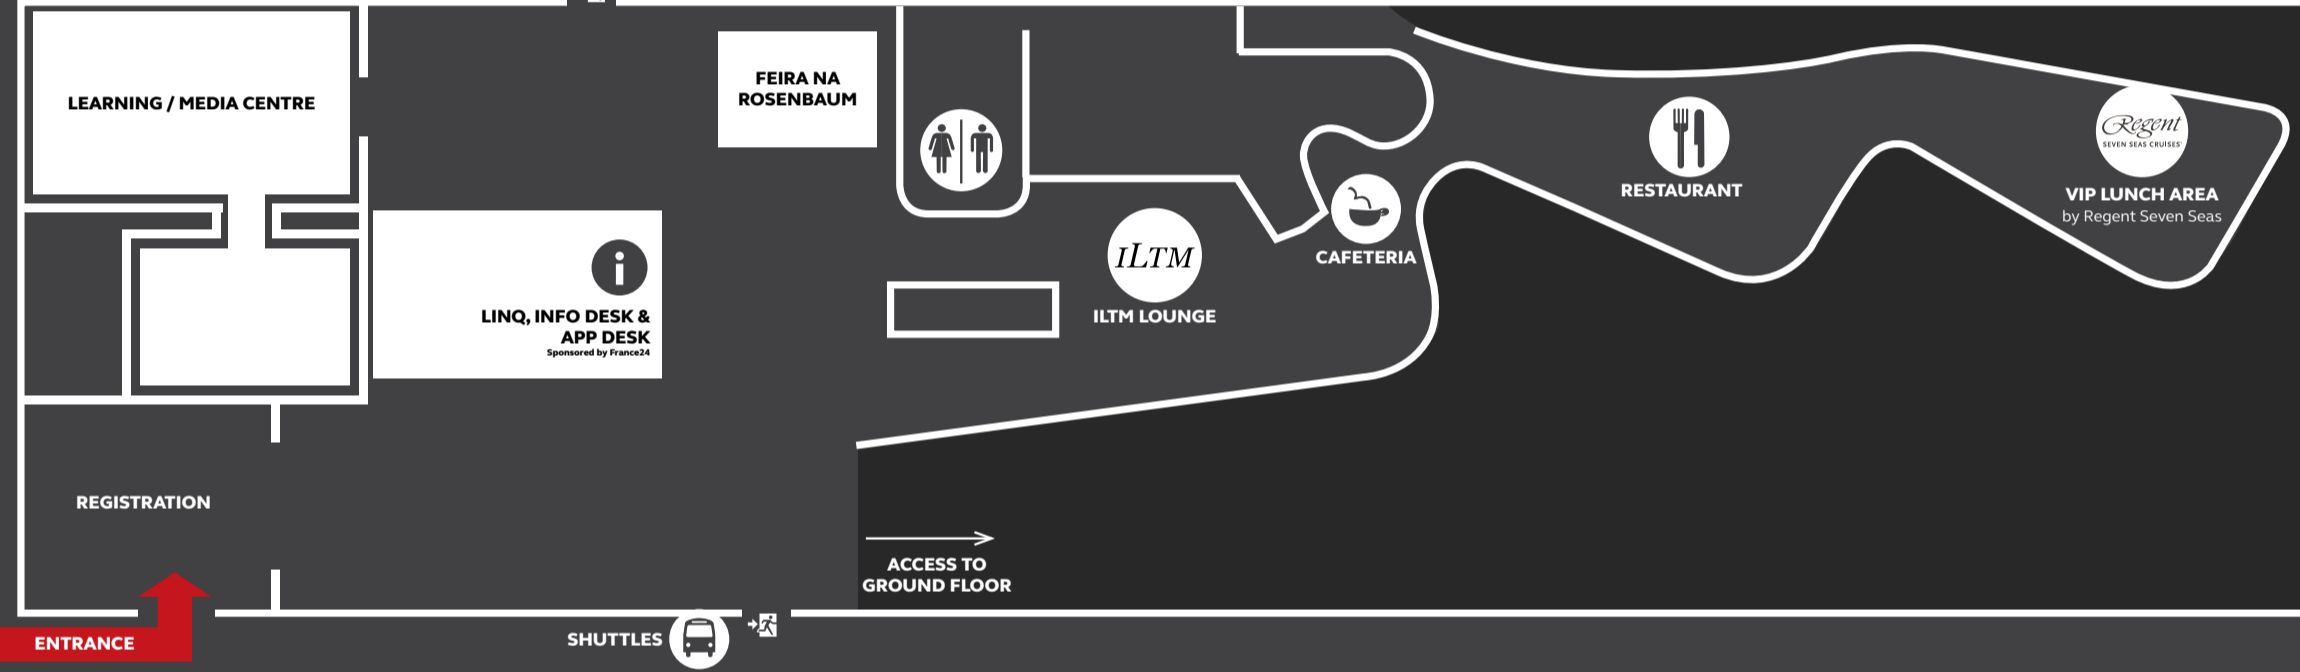 LEARNING / MEDIA CENTRE
FEIRA NA
ROSENBAUM
i
LINQ, INFO DESK &
APP DESK
Sponsored by France24
ILTM
ILTM LOUNGE
CAFETERIA
RESTAURANT
Regent
SEVEN SEAS CRUISES
VIP LUNCH AREA
by Regent Seven Seas
REGISTRATION
ENTRANCE
SHUTTLES
ACCESS TO
GROUND FLOOR